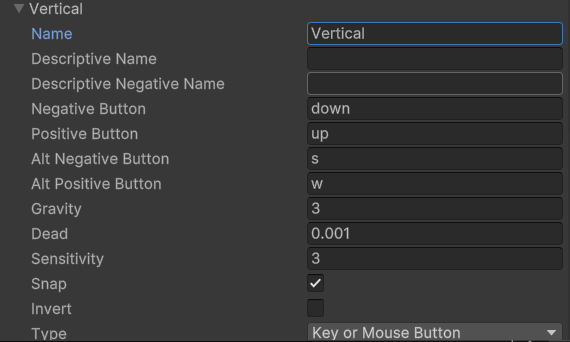 Vertical
Name Vertical
Descriptive Name
Descriptive Negative Name
Negative Button down
Positive Button up
Alt Negative Button s
Alt Positive Button w
Gravity 3
Dead 0.001
Sensitivity 3
Snap
Invert
Type Key or Mouse Button